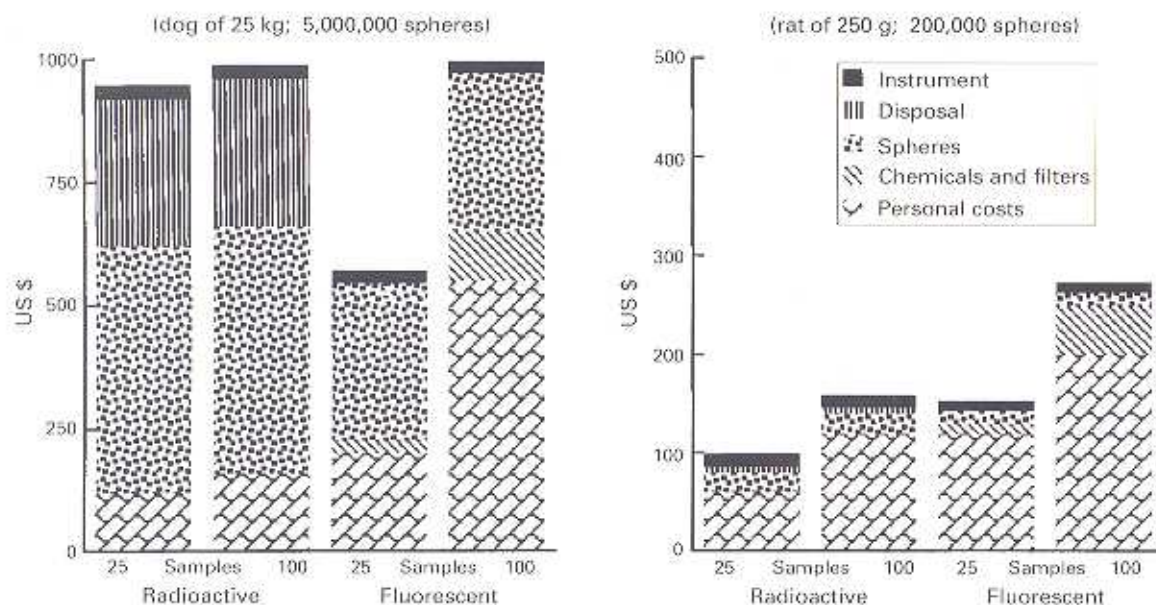 (dog of 25 kg; 5,000,000 spheres)
1000
750
500
250
0
US $
25 Samples 100 25 Samples 100
Radioactive Fluorescent
(rat of 250 g; 200,000 spheres)
500
400
300
200
100
0
US $
Instrument
Disposal
Spheres
Chemicals and filters
Personal costs
25 Samples 100 25 Samples 100
Radioactive Fluorescent